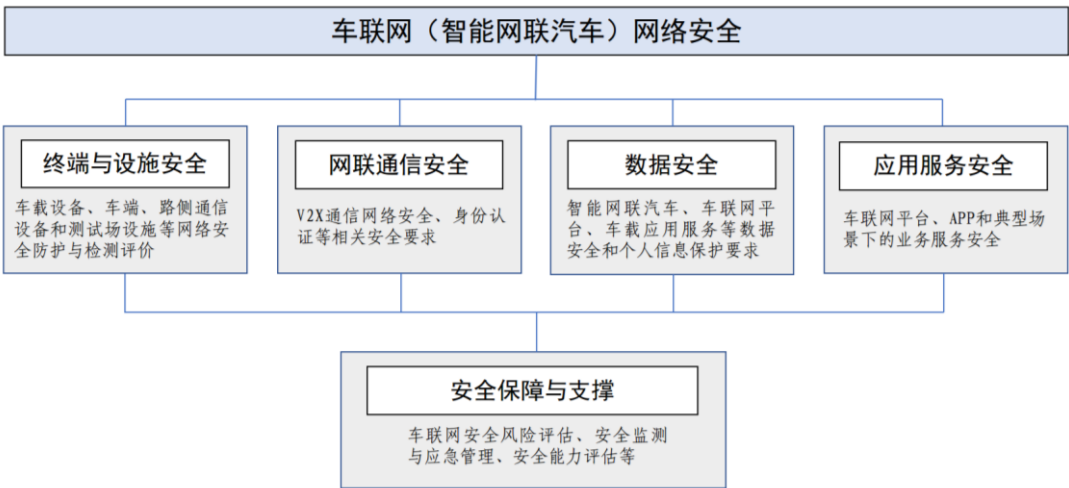 车联网（智能网联汽车）网络安全
终端与设施安全
车载设备、车端、路侧通信
设备和测试场设施等网络安
全防护与检测评价
网联通信安全
V2X通信网络安全、身份认
证等相关安全要求
数据安全
智能网联汽车、车联网平
台、车载应用服务等数据
安全和个人信息保护要求
应用服务安全
车联网平台、APP和典型场
景下的业务服务安全
安全保障与支撑
车联网安全风险评估、安全监测
与应急管理、安全能力评估等